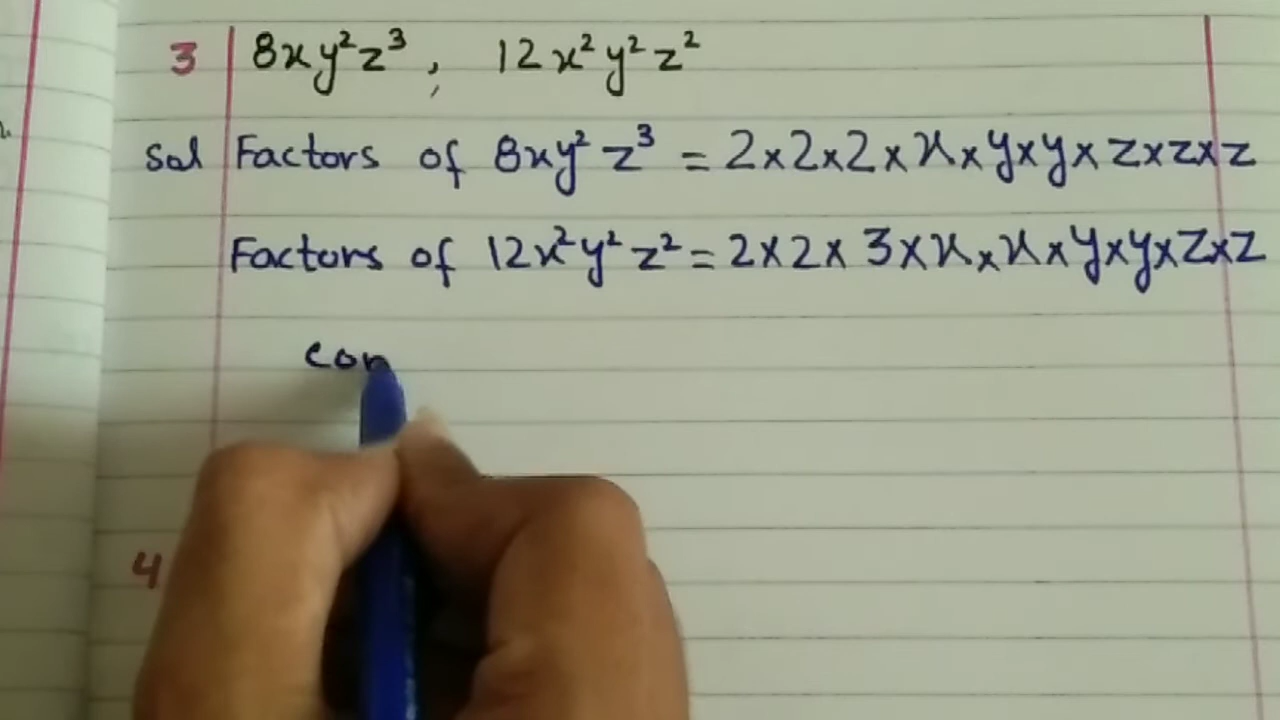 3 8xy²z³, 12x²y²z²
Sol Factors of 8xy²z³ = 2×2×2×x×y×y×z×z×z
Factors of 12x²y²z² = 2×2×3×x×x×y×y×z×z
com
4